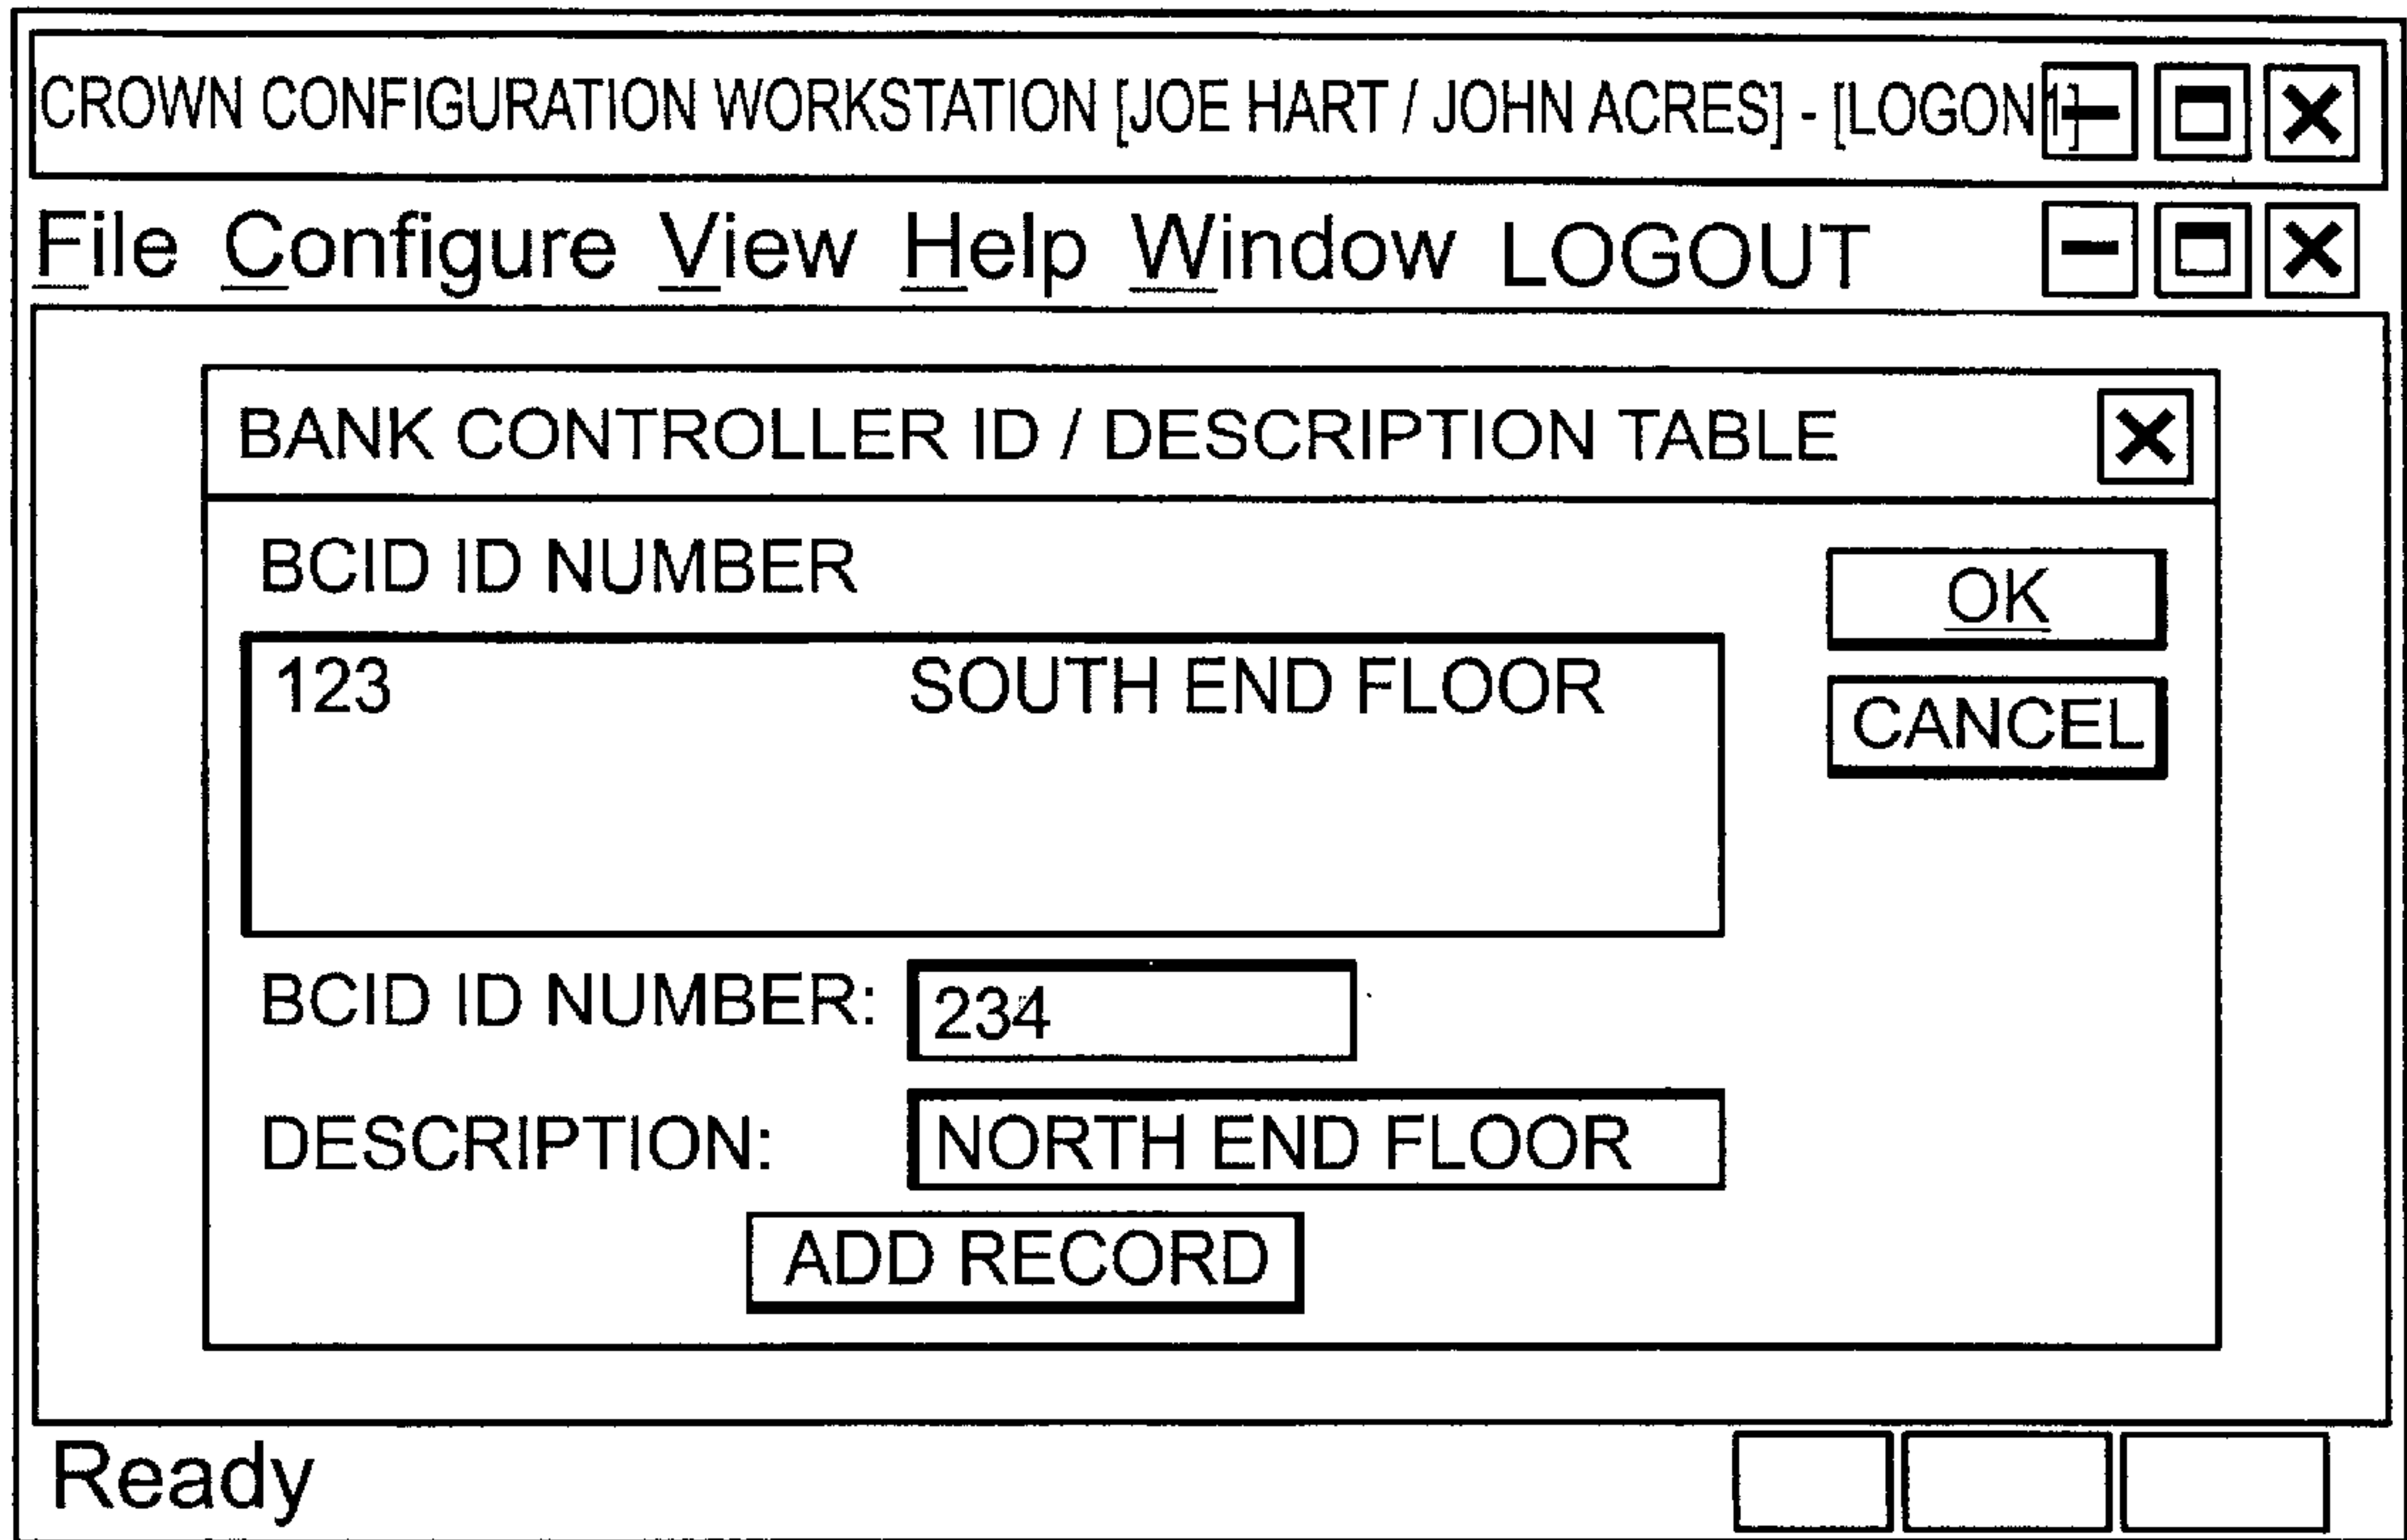 CROWN CONFIGURATION WORKSTATION [JOE HART / JOHN ACRES] - [LOGON 1]
File Configure View Help Window LOGOUT
BANK CONTROLLER ID / DESCRIPTION TABLE
BCID ID NUMBER
OK
123 SOUTH END FLOOR
CANCEL
BCID ID NUMBER: 234
DESCRIPTION: NORTH END FLOOR
ADD RECORD
Ready